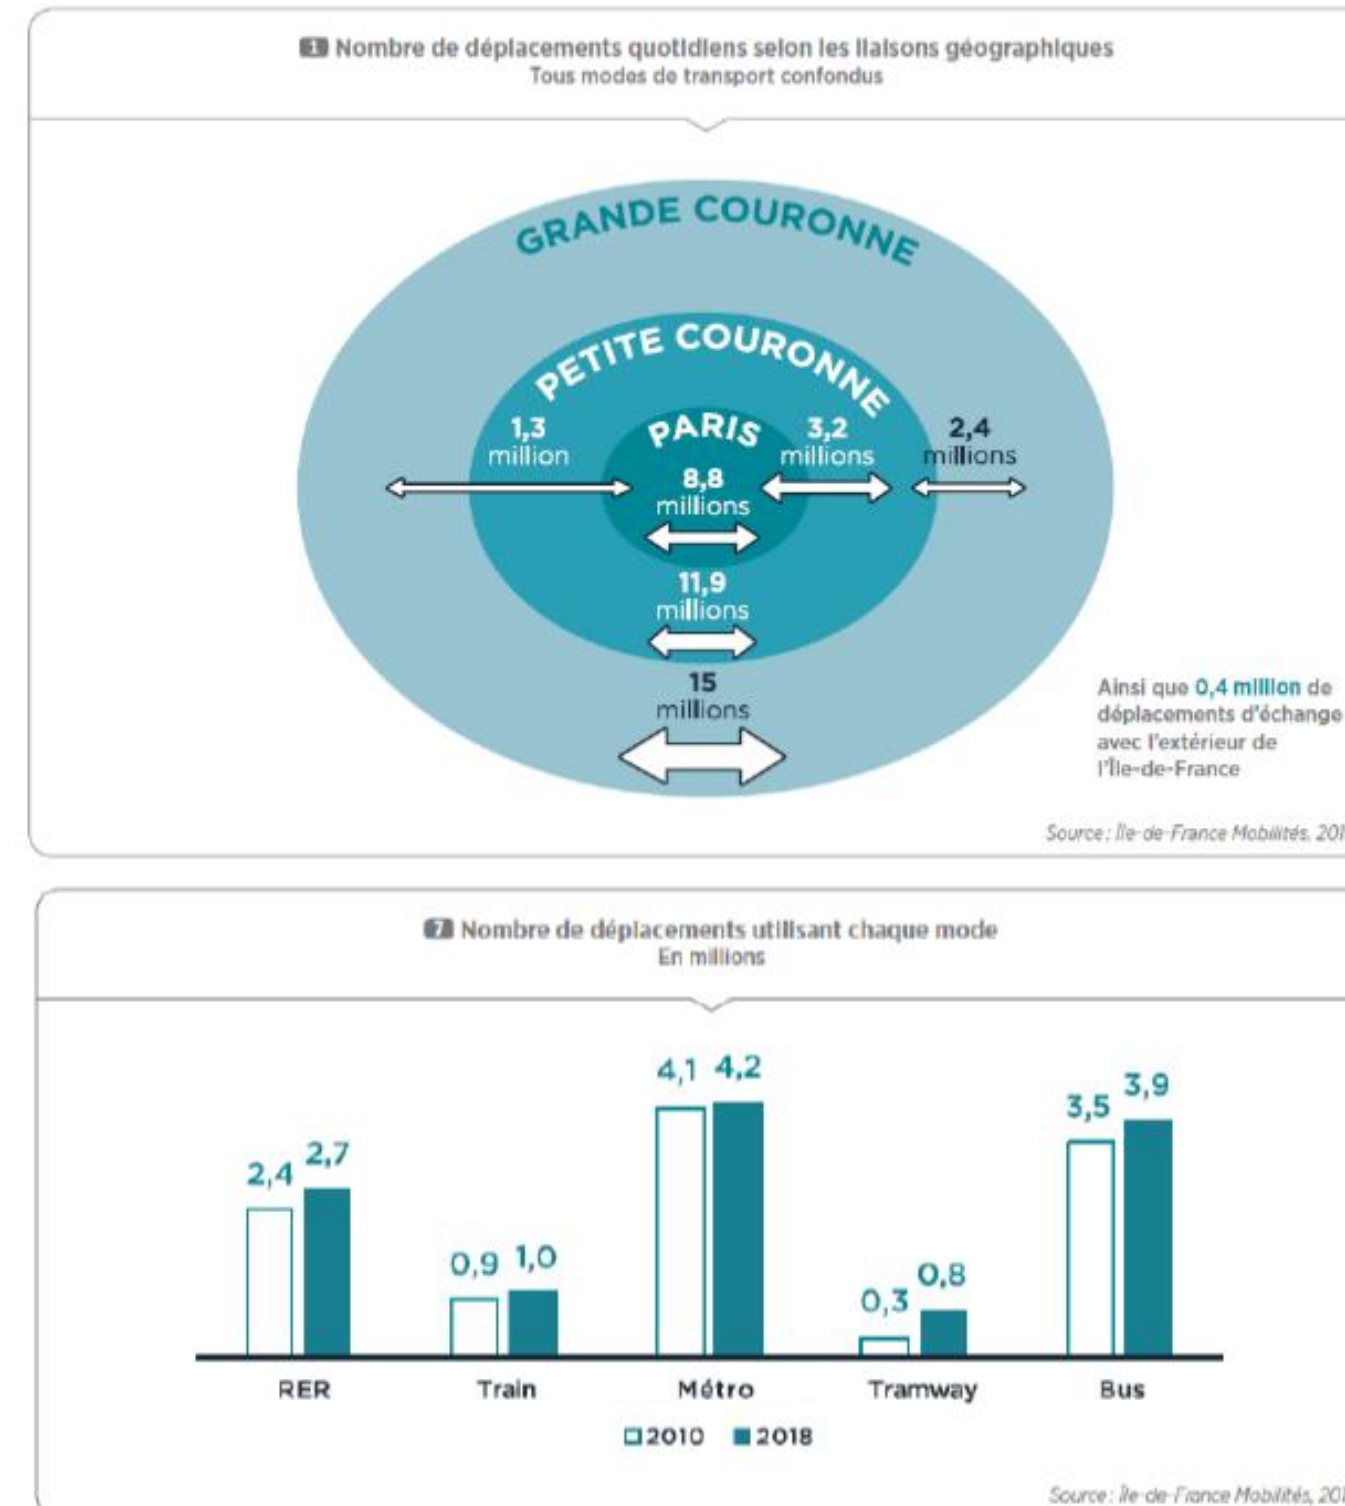 1 Nombre de déplacements quotidiens selon les liaisons géographiques
Tous modes de transport confondus
GRANDE COURONNE
PETITE COURONNE
PARIS
1,3
million
8,8
millions
3,2
millions
2,4
millions
11,9
millions
15
millions
Ainsi que 0,4 million de
déplacements d'échange
avec l'extérieur de
l'Île-de-France
Source : Île-de-France Mobilités, 201
7 Nombre de déplacements utilisant chaque mode
En millions
2,4 2,7
0,9 1,0
4,1 4,2
0,3 0,8
3,5 3,9
RER Train Métro Tramway Bus
2010 2018
Source : Île-de-France Mobilités, 201